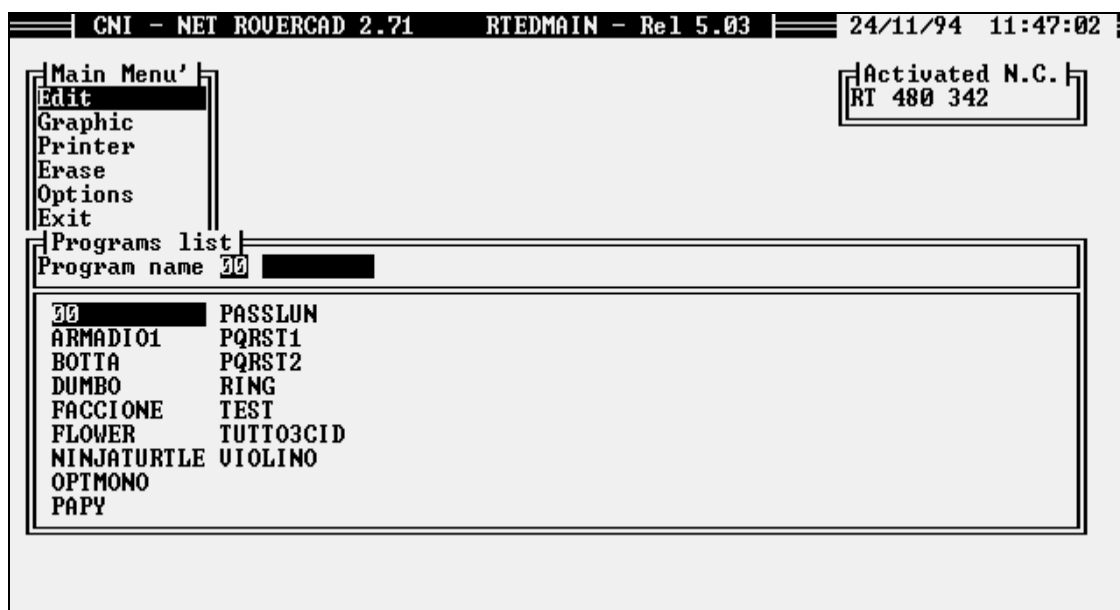 CNI - NET ROVERCAD 2.71 RTEDMAIN - Rel 5.03 24/11/94 11:47:02
Main Menu' Activated N.C.
Edit RT 480 342
Graphic
Printer
Erase
Options
Exit
Programs list
Program name 00
00 PASSLUN
ARMADIO1 PQRST1
BOTTA PQRST2
DUMBO RING
FACCIONE TEST
FLOWER TUTTO3CID
NINJATURTLE VIOLINO
OPTMONO
PAPY